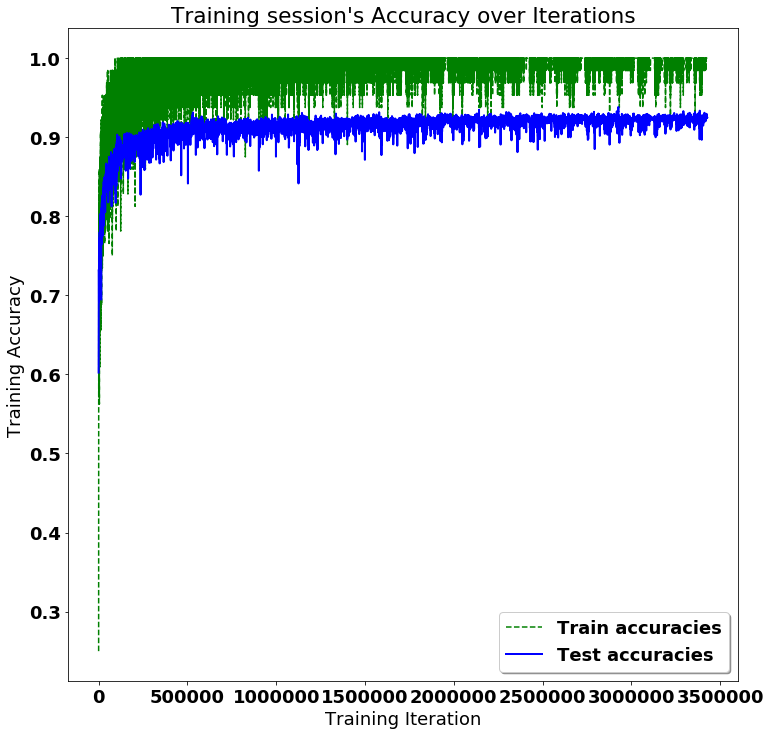 Training session's Accuracy over Iterations
1.0
0.9
0.8
0.7
0.6
0.5
0.4
0.3
Training Accuracy
Train accuracies
Test accuracies
0 500000 1000000 1500000 2000000 2500000 3000000 3500000
Training Iteration